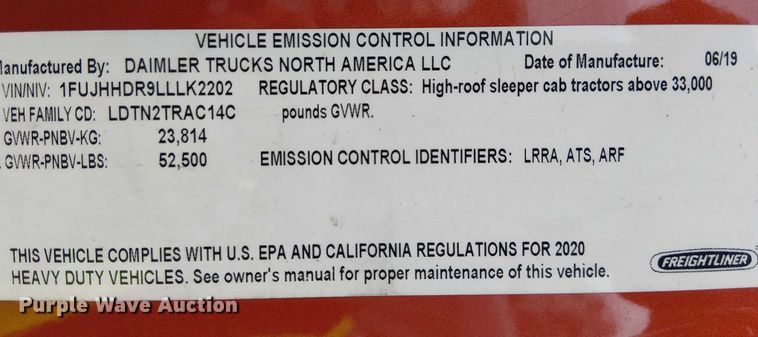 VEHICLE EMISSION CONTROL INFORMATION
anufactured By: DAIMLER TRUCKS NORTH AMERICA LLC Date of Manufacture: 06/19
VIN/NIV: 1FUJHHDR9LLLK2202 REGULATORY CLASS: High-roof sleeper cab tractors above 33,000
VEH FAMILY CD: LDTN2TRAC14C pounds GVWR.
GVWR-PNBV-KG: 23,814
GVWR-PNBV-LBS: 52,500 EMISSION CONTROL IDENTIFIERS: LRRA, ATS, ARF
THIS VEHICLE COMPLIES WITH U.S. EPA AND CALIFORNIA REGULATIONS FOR 2020
HEAVY DUTY VEHICLES. See owner's manual for proper maintenance of this vehicle.
FREIGHTLINER
Purple Wave Auction